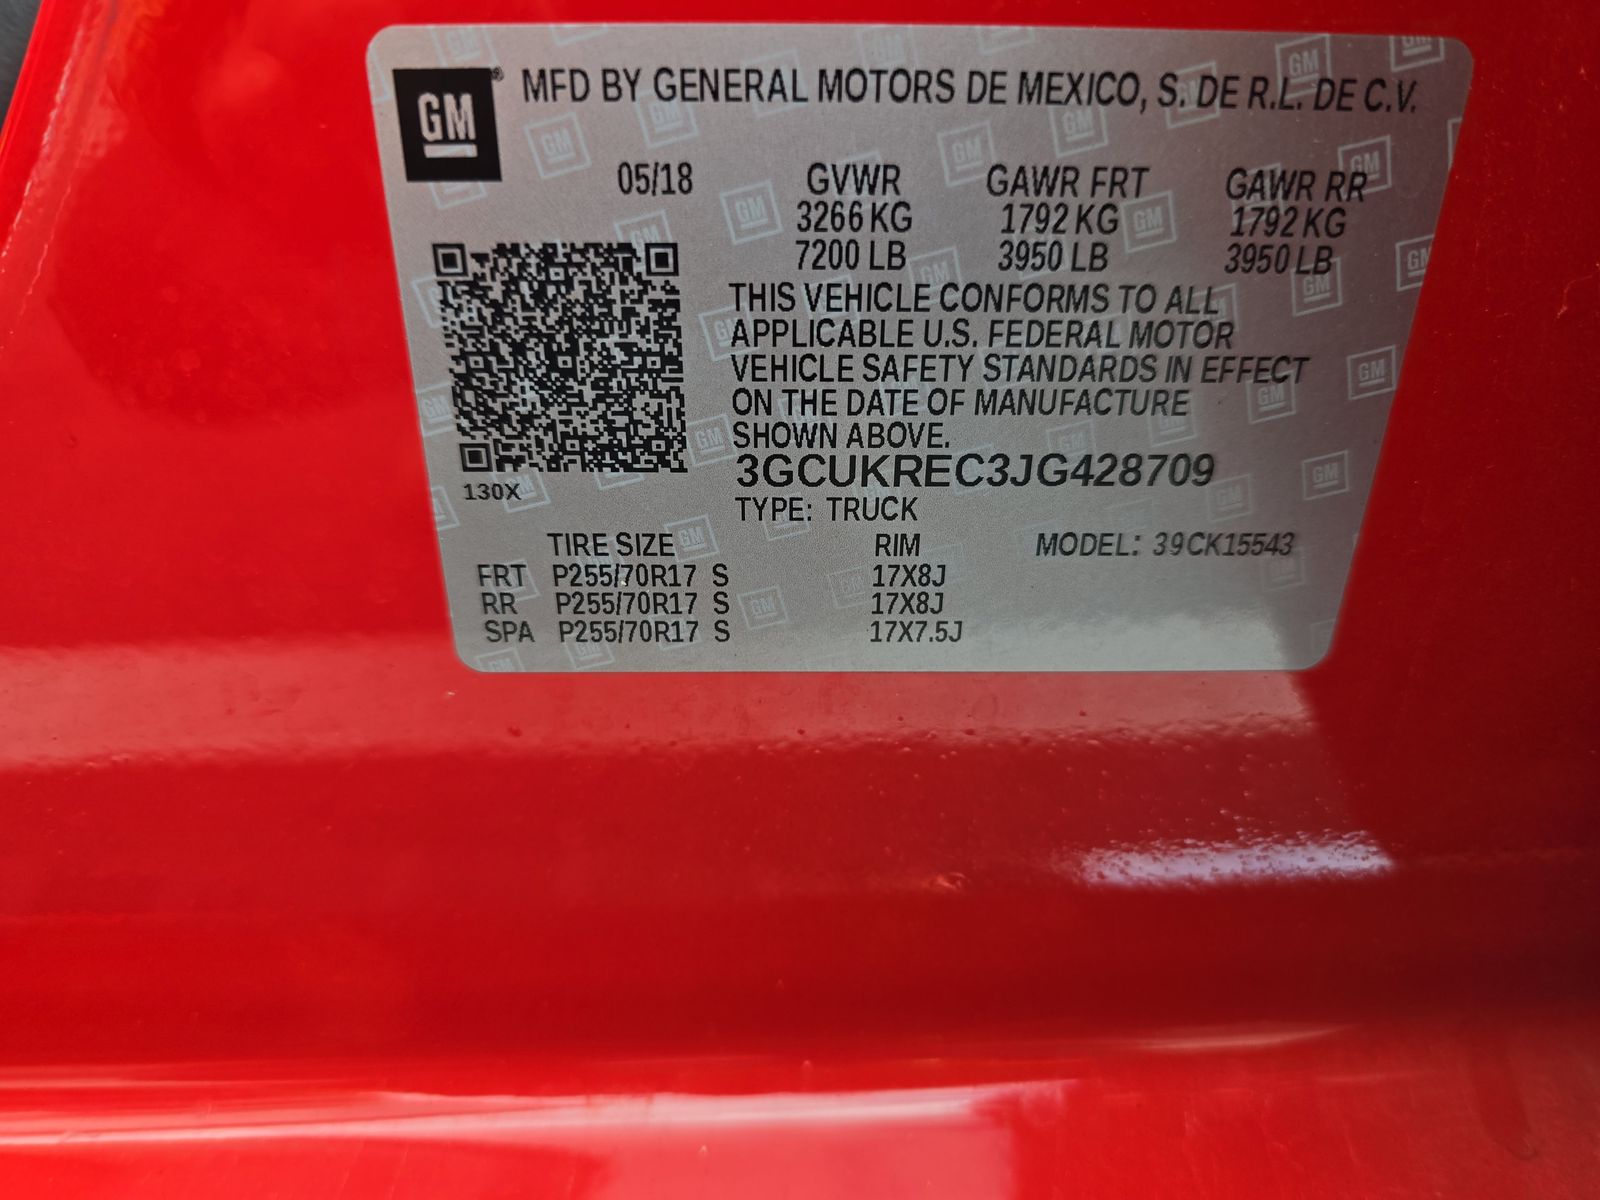 GM® MFD BY GENERAL MOTORS DE MEXICO, S. DE R.L. DE C.V.
05/18 GVWR GAWR FRT GAWR RR
3266 KG 1792 KG 1792 KG
7200 LB 3950 LB 3950 LB
THIS VEHICLE CONFORMS TO ALL
APPLICABLE U.S. FEDERAL MOTOR
VEHICLE SAFETY STANDARDS IN EFFECT
ON THE DATE OF MANUFACTURE
SHOWN ABOVE.
3GCUKREC3JG428709
130X
TYPE: TRUCK
TIRE SIZE RIM MODEL: 39CK15543
FRT P255/70R17 S 17X8J
RR P255/70R17 S 17X8J
SPA P255/70R17 S 17X7.5J